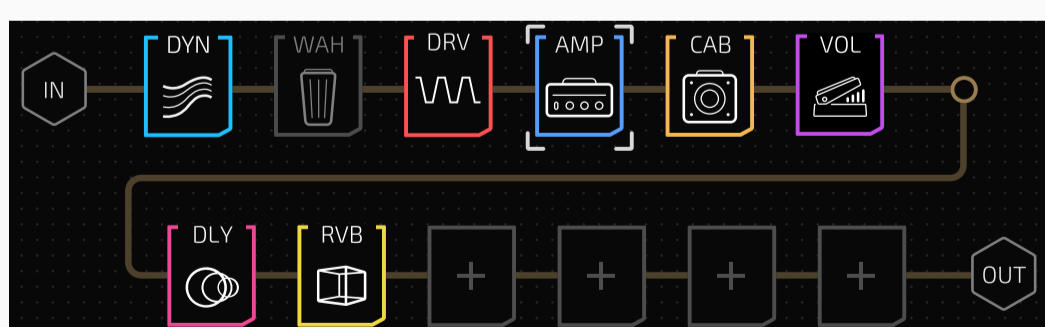 IN
DYN
WAH
DRV
AMP
CAB
VOL
DLY
RVB
OUT